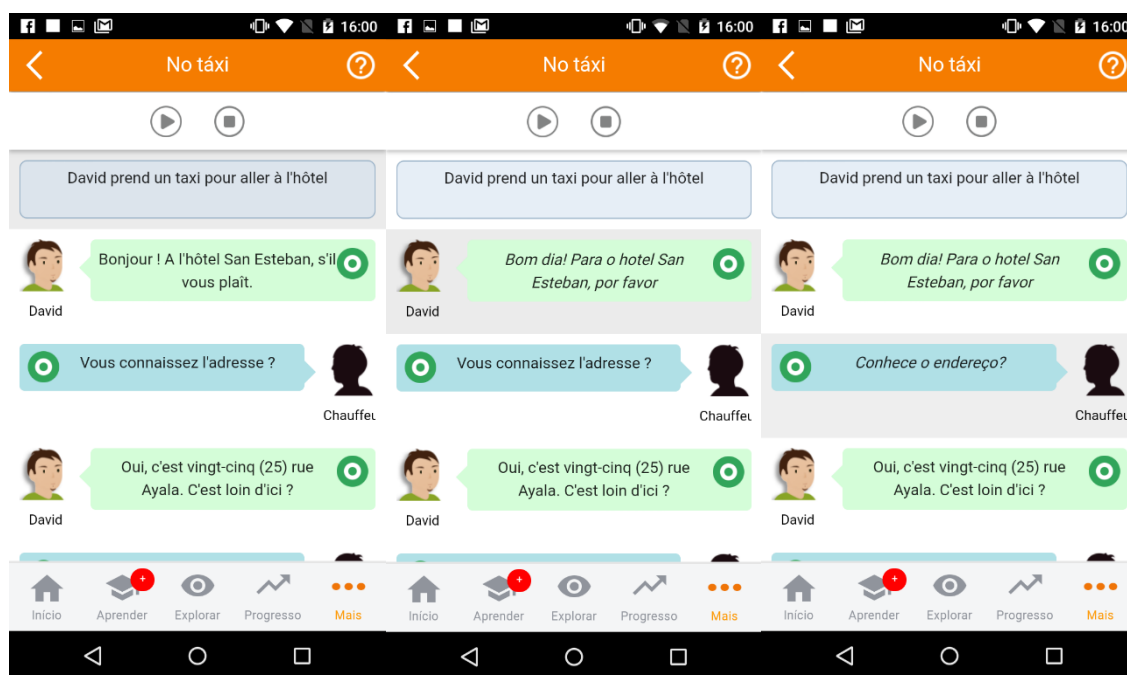 16:00
No táxi
David prend un taxi pour aller à l'hôtel
Bonjour ! A l'hôtel San Esteban, s'il
vous plaît.
David
Vous connaissez l'adresse ?
Chauffeu
Oui, c'est vingt-cinq (25) rue
Ayala. C'est loin d'ici ?
David
Início Aprender Explorar Progresso Mais
16:00
No táxi
David prend un taxi pour aller à l'hôtel
Bom dia! Para o hotel San
Esteban, por favor
David
Vous connaissez l'adresse ?
Chauffeu
Oui, c'est vingt-cinq (25) rue
Ayala. C'est loin d'ici ?
David
Início Aprender Explorar Progresso Mais
16:00
No táxi
David prend un taxi pour aller à l'hôtel
Bom dia! Para o hotel San
Esteban, por favor
David
Conhece o endereço?
Chauffeu
Oui, c'est vingt-cinq (25) rue
Ayala. C'est loin d'ici ?
David
Início Aprender Explorar Progresso Mais